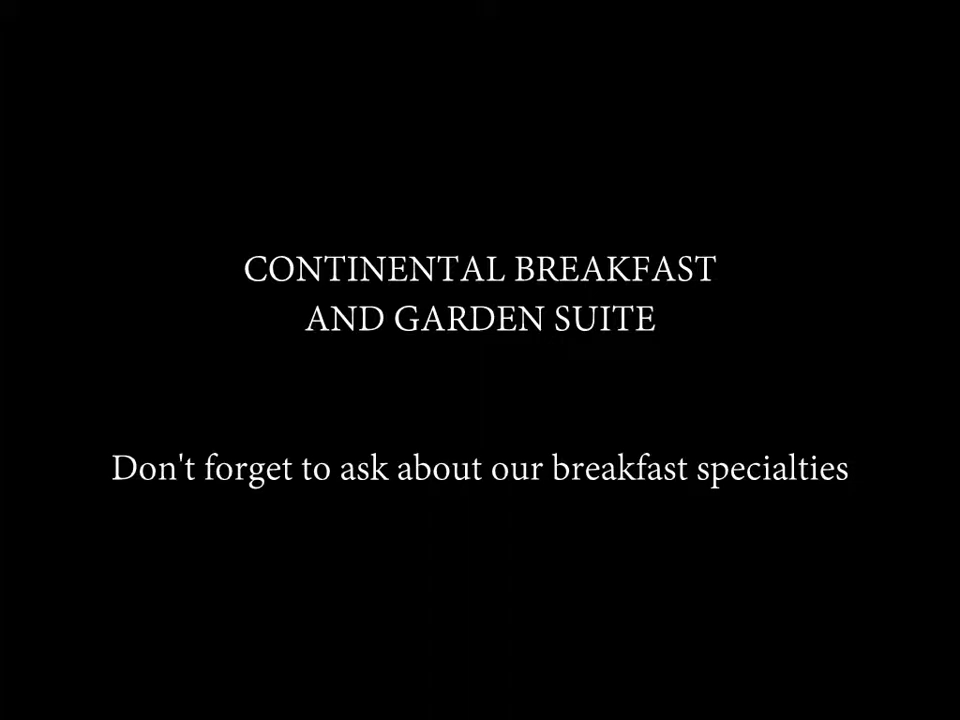 CONTINENTAL BREAKFAST
AND GARDEN SUITE
Don't forget to ask about our breakfast specialties